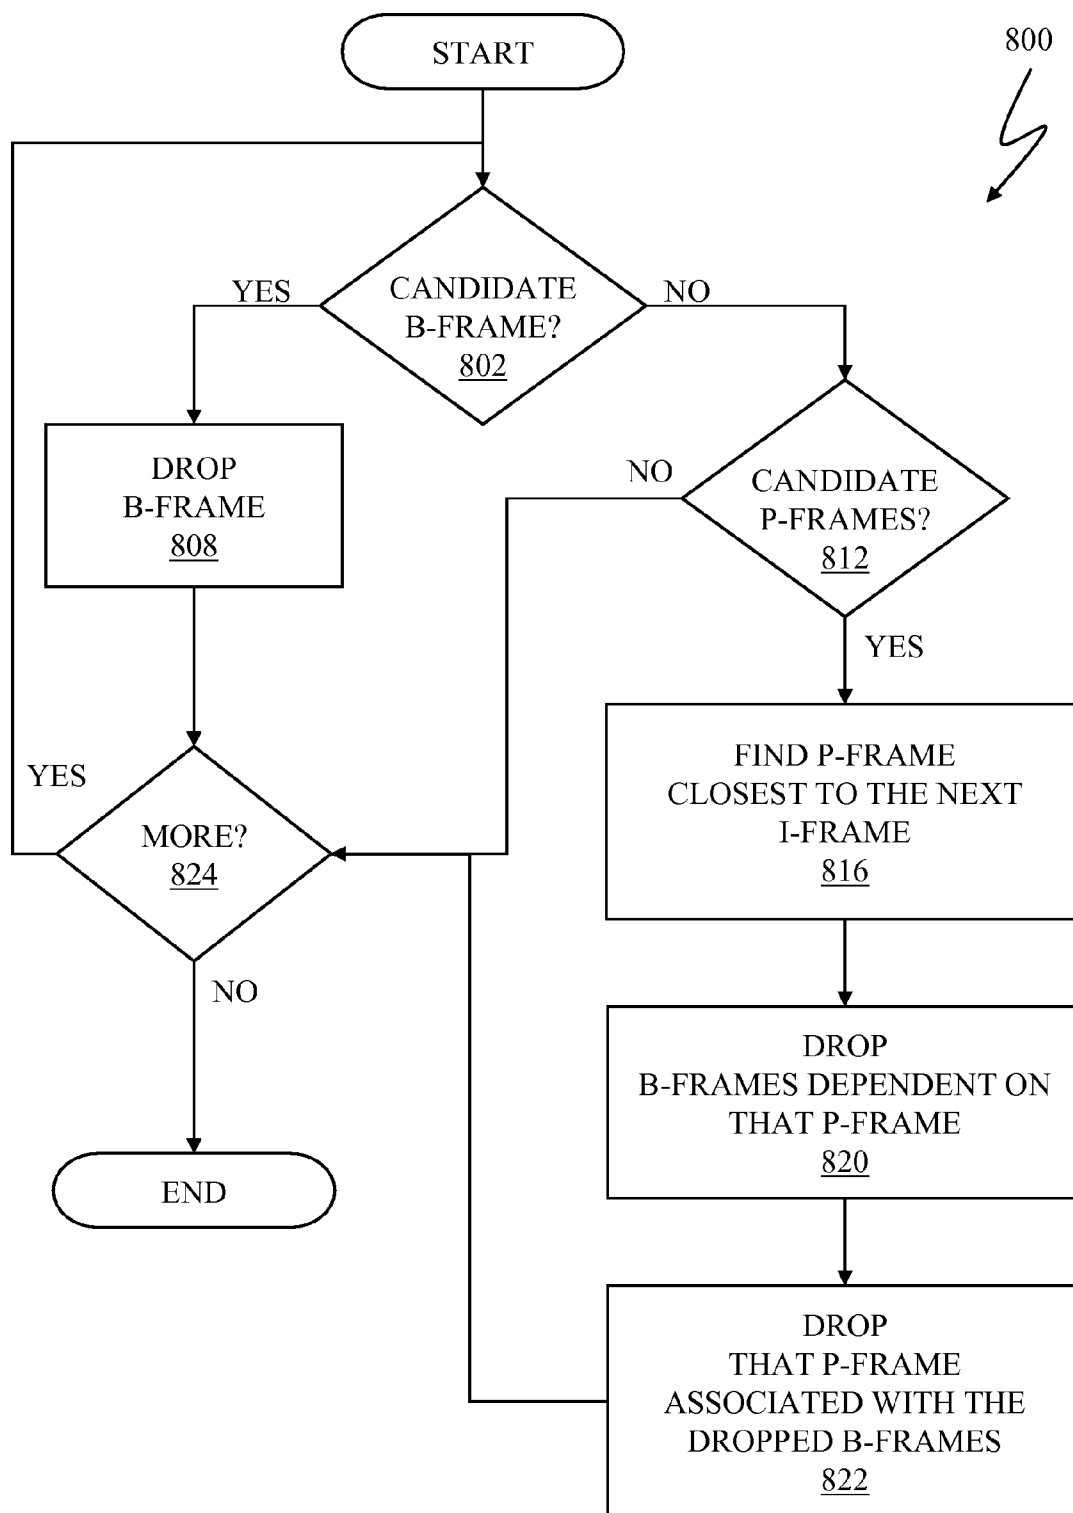 START
800
YES
CANDIDATE
B-FRAME?
802
NO
DROP
B-FRAME
808
NO
CANDIDATE
P-FRAMES?
812
YES
YES
MORE?
824
NO
FIND P-FRAME
CLOSEST TO THE NEXT
I-FRAME
816
DROP
B-FRAMES DEPENDENT ON
THAT P-FRAME
820
END
DROP
THAT P-FRAME
ASSOCIATED WITH THE
DROPPED B-FRAMES
822